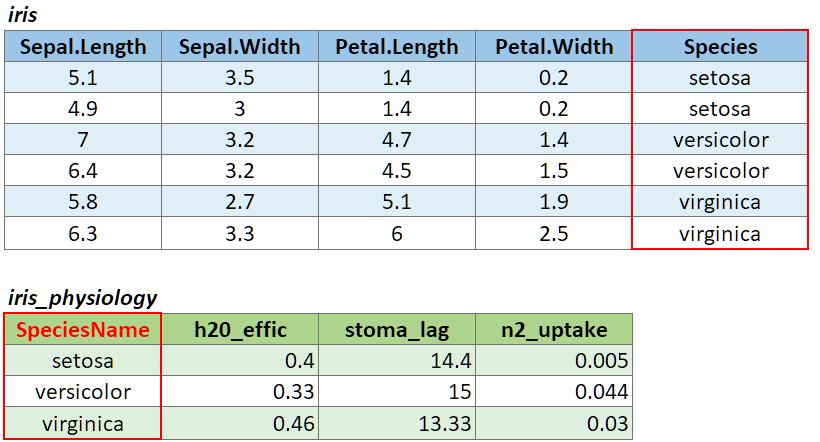 iris
Sepal.Length Sepal.Width Petal.Length Petal.Width Species
5.1 3.5 1.4 0.2 setosa
4.9 3 1.4 0.2 setosa
7 3.2 4.7 1.4 versicolor
6.4 3.2 4.5 1.5 versicolor
5.8 2.7 5.1 1.9 virginica
6.3 3.3 6 2.5 virginica
iris_physiology
SpeciesName h20_effic stoma_lag n2_uptake
setosa 0.4 14.4 0.005
versicolor 0.33 15 0.044
virginica 0.46 13.33 0.03